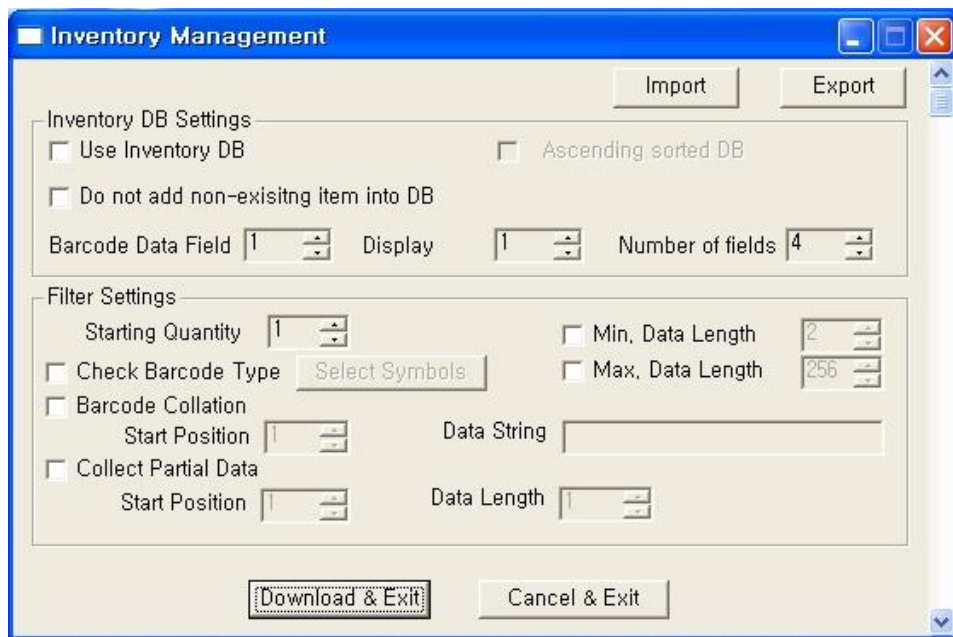 Inventory Management
Import Export
Inventory DB Settings
Use Inventory DB Ascending sorted DB
Do not add non-exisitng item into DB
Barcode Data Field 1 Display 1 Number of fields 4
Filter Settings
Starting Quantity 1 Min, Data Length 2
Check Barcode Type Select Symbols Max, Data Length 256
Barcode Collation
Start Position 1 Data String
Collect Partial Data
Start Position 1 Data Length 1
Download & Exit Cancel & Exit